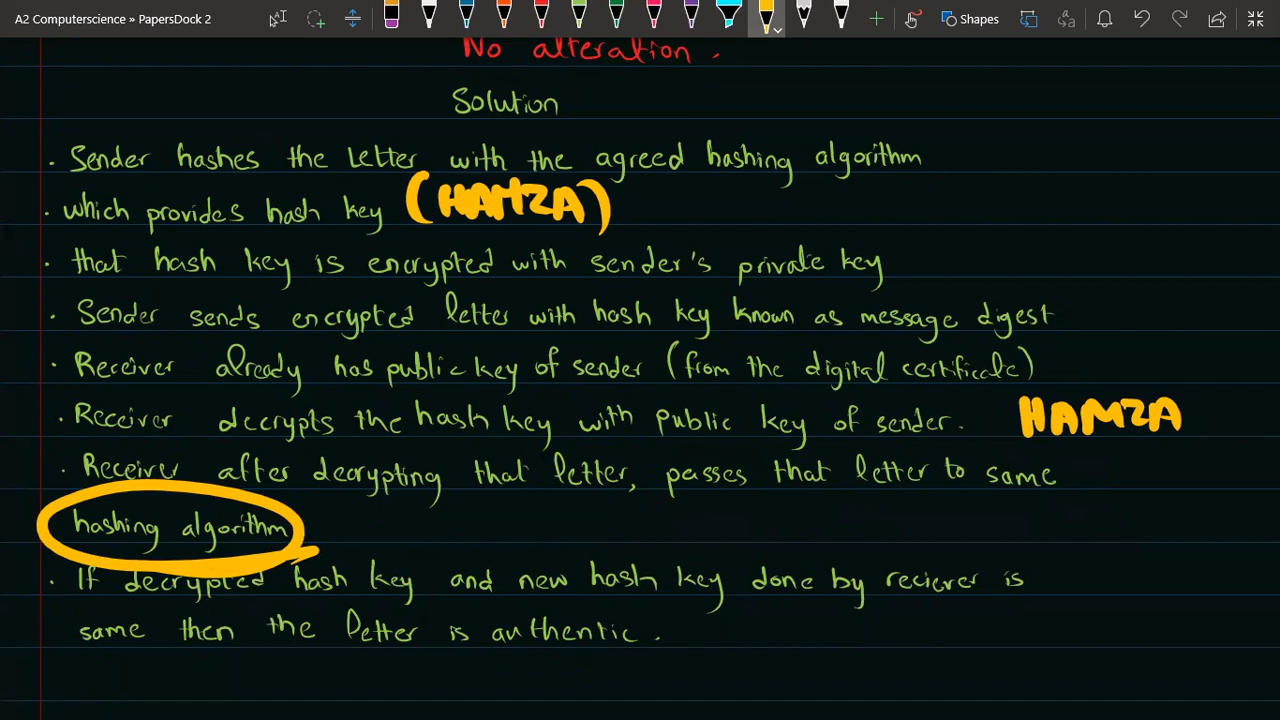 A2 Computerscience » PapersDock 2
Shapes
No alteration.
Solution
. Sender hashes the letter with the agreed hashing algorithm
. which provides hash key (HAMZA)
. that hash key is encrypted with sender's private key
. Sender sends encrypted letter with hash key known as message digest
. Receiver already has public key of sender (from the digital certificate)
. Receiver decrypts the hash key with public key of sender. HAMZA
. Receiver after decrypting that letter, passes that letter to same
hashing algorithm
. If decrypted hash key and new hash key done by reciever is
same then the letter is authentic.